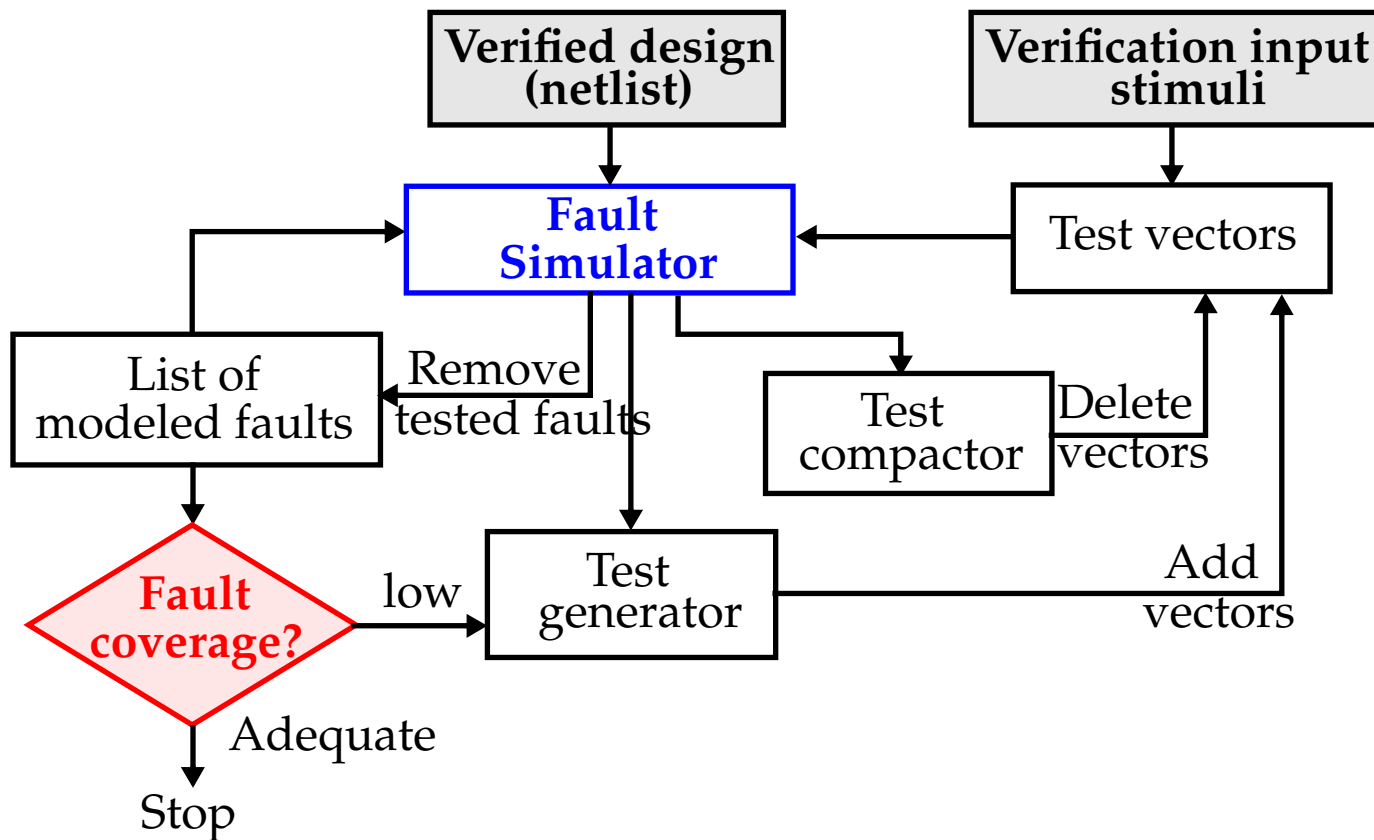 Verified design
(netlist)
Verification input
stimuli
Fault
Simulator
Test vectors
List of
modeled faults
Remove
tested faults
Test
compactor
Delete
vectors
Fault
coverage?
low
Test
generator
Add
vectors
Adequate
Stop